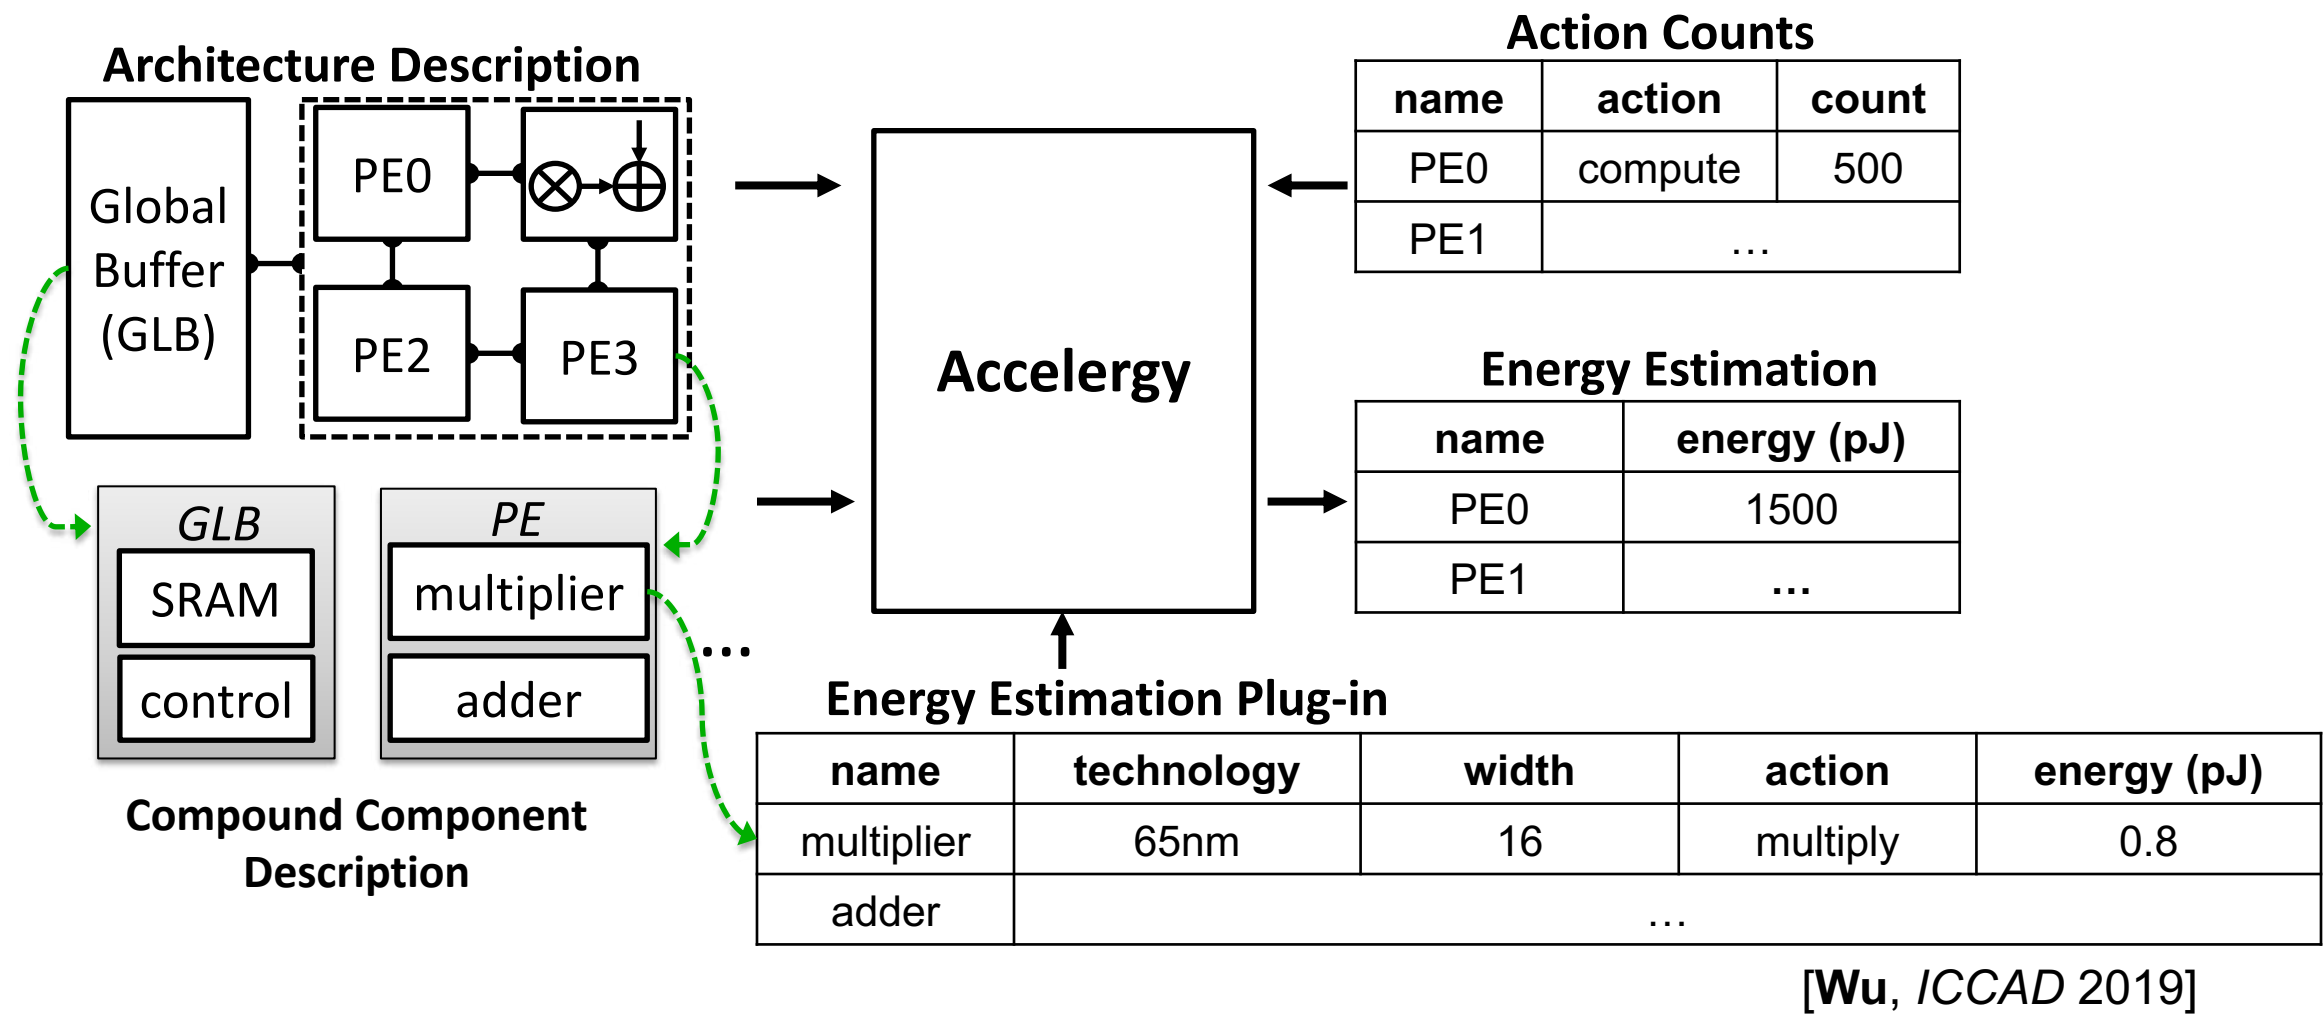 Architecture Description
Global
Buffer
(GLB)
PE0
PE2
PE3
GLB
SRAM
control
PE
multiplier
adder
...
Compound Component
Description
Accelergy
Action Counts
name action count
PE0 compute 500
PE1 ...
Energy Estimation
name energy (pJ)
PE0 1500
PE1 ...
Energy Estimation Plug-in
name technology width action energy (pJ)
multiplier 65nm 16 multiply 0.8
adder ...
[Wu, ICCAD 2019]